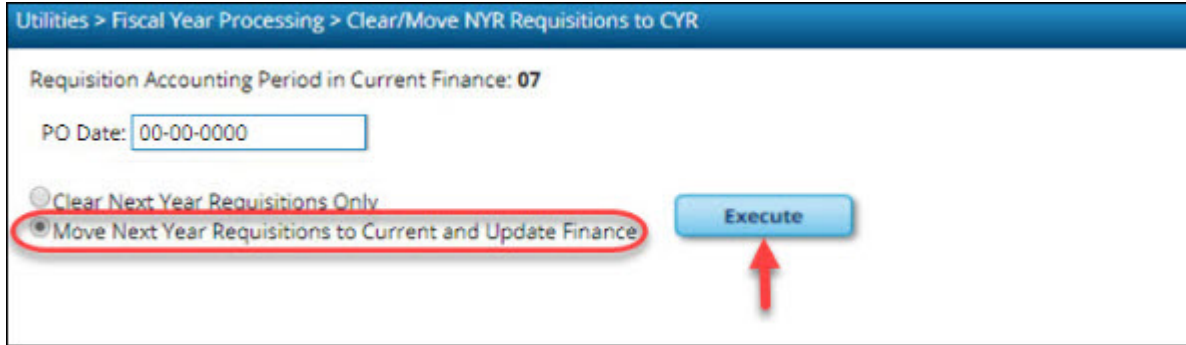 Utilities > Fiscal Year Processing > Clear/Move NYR Requisitions to CYR
Requisition Accounting Period in Current Finance: 07
PO Date: 00-00-0000
Clear Next Year Requisitions Only
Move Next Year Requisitions to Current and Update Finance
Execute